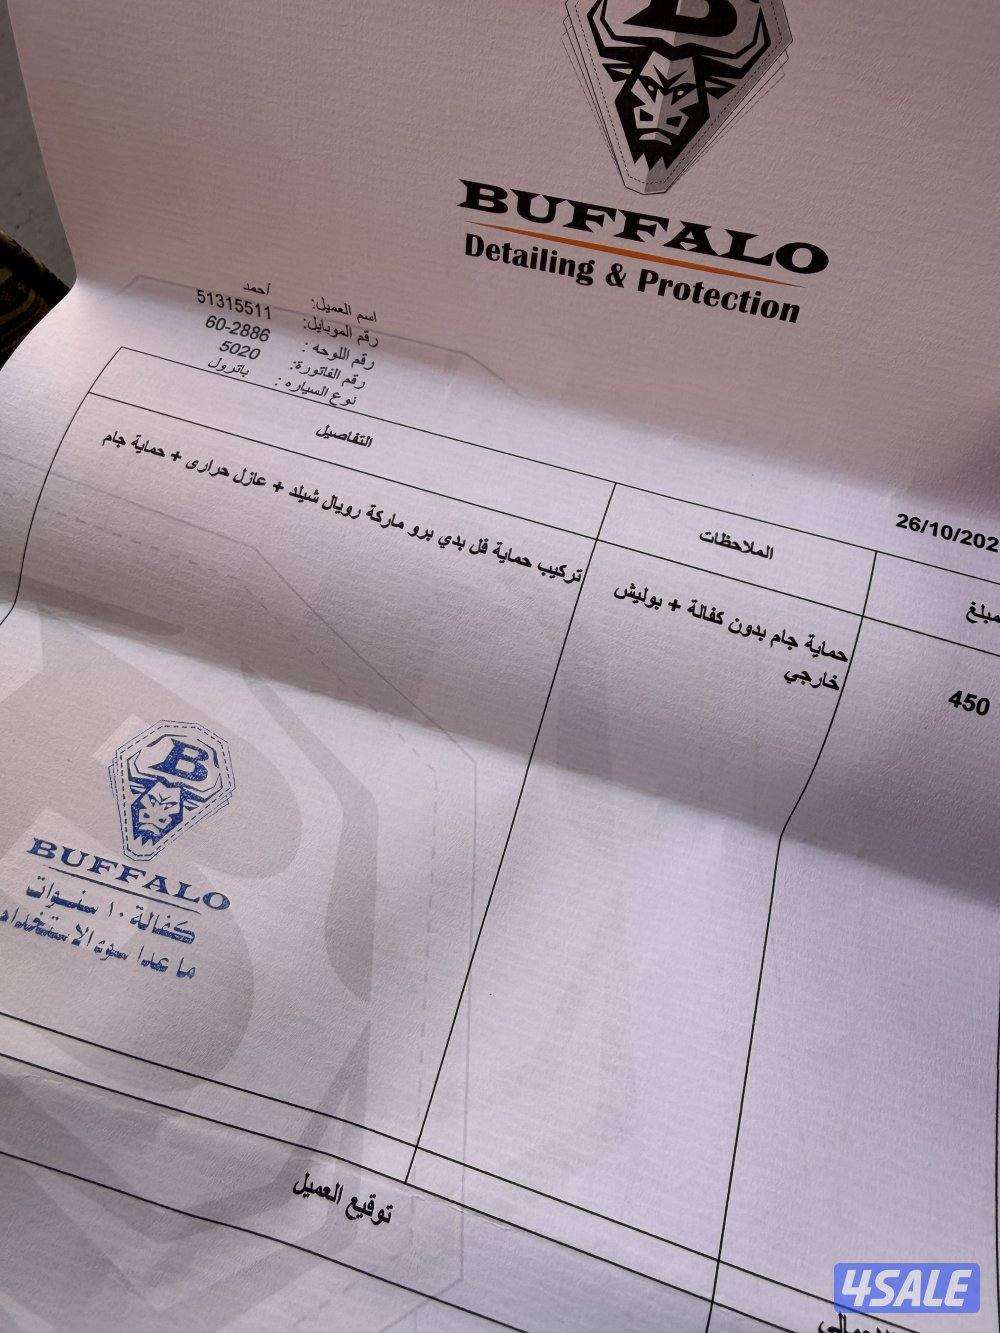 B
BUFFALO
Detailing & Protection
اسم العميل: أحمد
رقم الموبايل: 51315511
رقم اللوحه : 60-2886
رقم الفاتورة: 5020
نوع السياره : باترول
26/10/202
التفاصيل
الملاحظات
تركيب حماية فل بدي برو ماركة رويال شيلد + عازل حرارى + حماية جام
حماية جام بدون كفالة + بوليش
خارجي
450
B
BUFFALO
كفالة ١٠ سنوات
ما عدا سوء الاستخدام
توقيع العميل
4SALE